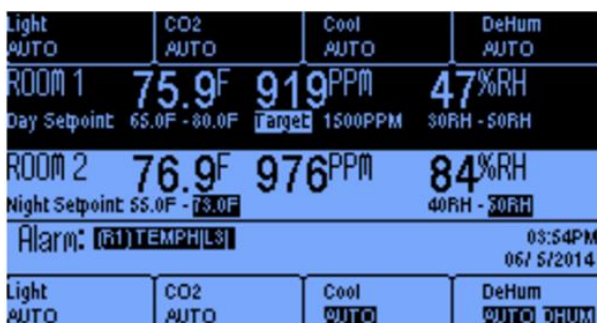 Light CO2 Cool DeHum
AUTO AUTO AUTO AUTO
ROOM 1 75.9F 919PPM 47%RH
Day Setpoint: 65.0F - 80.0F Target: 1500PPM 30RH - 50RH
ROOM 2 76.9F 976PPM 84%RH
Night Setpoint: 55.0F - 73.0F 40RH -
Alarm: (R1)TEMPH[LS] 03:54PM
06/ 5/2014
Light CO2 Cool DeHum
AUTO AUTO AUTO AUTO DHUM